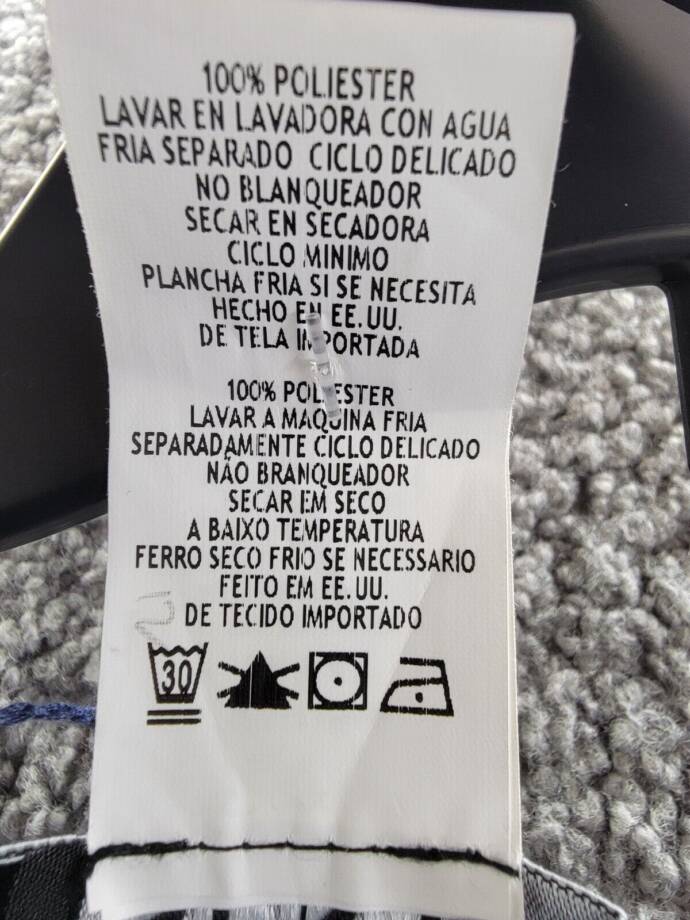 100% POLIESTER
LAVAR EN LAVADORA CON AGUA
FRIA SEPARADO CICLO DELICADO
NO BLANQUEADOR
SECAR EN SECADORA
CICLO MINIMO
PLANCHA FRIA SI SE NECESITA
HECHO EN EE.UU.
DE TELA IMPORTADA
100% POLIESTER
LAVAR A MAQUINA FRIA
SEPARADAMENTE CICLO DELICADO
NÃO BRANQUEADOR
SECAR EM SECO
A BAIXO TEMPERATURA
FERRO SECO FRIO SE NECESSARIO
FEITO EM EE.UU.
DE TECIDO IMPORTADO
30